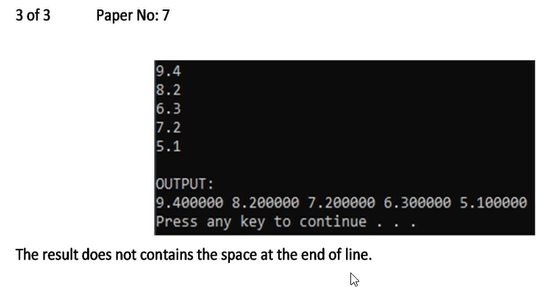 3 of 3 Paper No: 7
9.4
8.2
6.3
7.2
5.1
OUTPUT:
9.400000 8.200000 7.200000 6.300000 5.100000
Press any key to continue . . .
The result does not contains the space at the end of line.